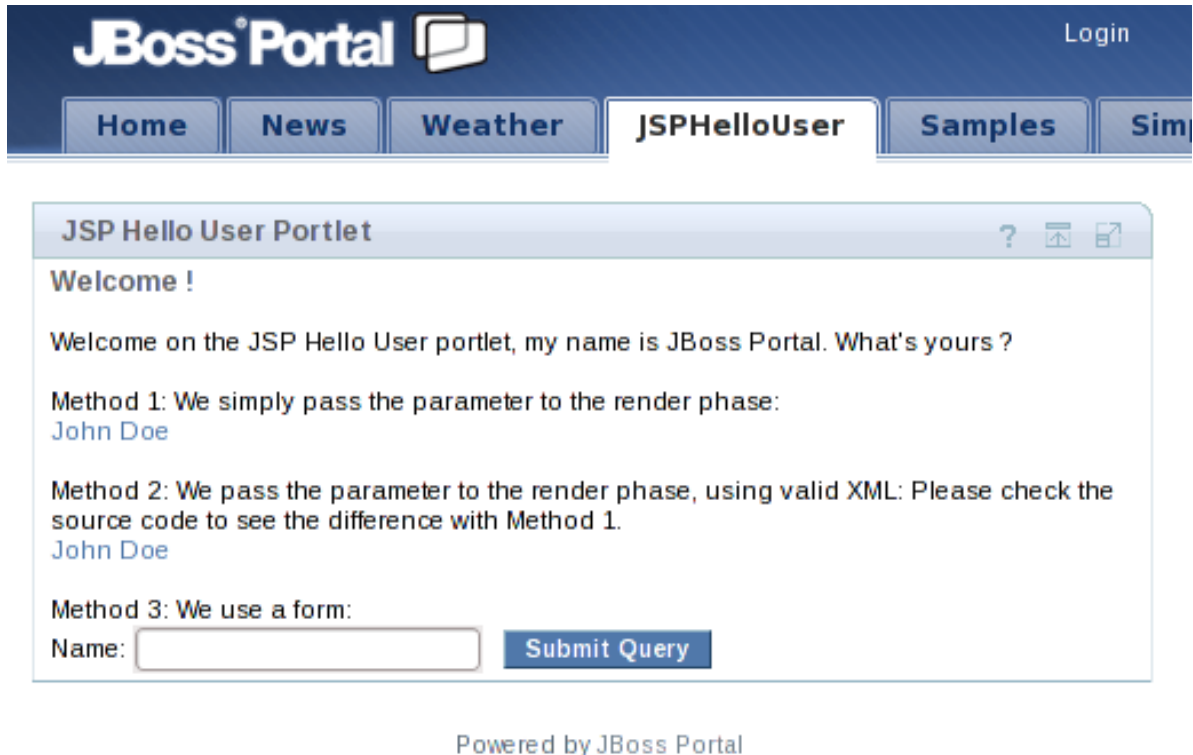 JBoss® Portal
Login
Home News Weather JSPHelloUser Samples
JSP Hello User Portlet ?
Welcome !
Welcome on the JSP Hello User portlet, my name is JBoss Portal. What's yours ?
Method 1: We simply pass the parameter to the render phase:
John Doe
Method 2: We pass the parameter to the render phase, using valid XML: Please check the
source code to see the difference with Method 1.
John Doe
Method 3: We use a form:
Name: Submit Query
Powered by JBoss Portal